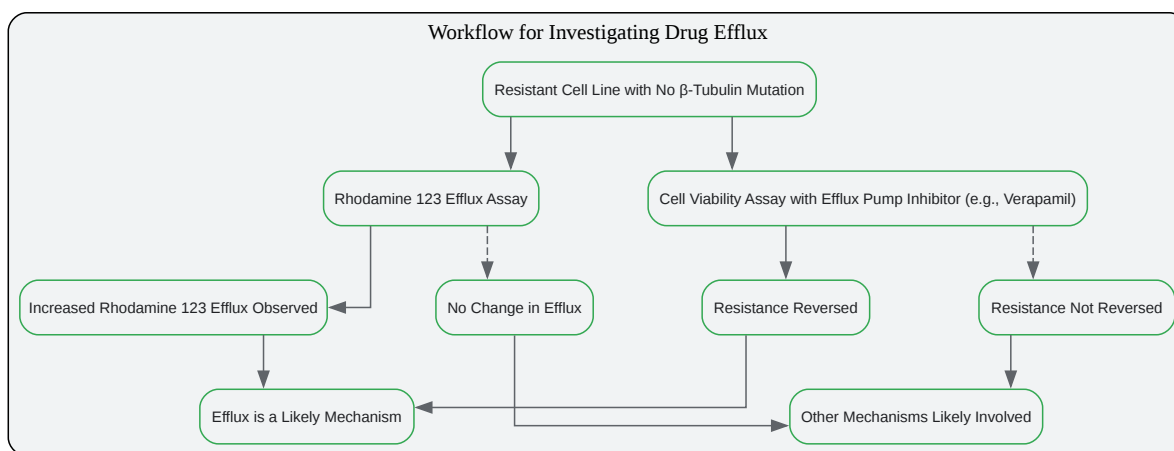 Workflow for Investigating Drug Efflux
Resistant Cell Line with No β-Tubulin Mutation
Rhodamine 123 Efflux Assay
Cell Viability Assay with Efflux Pump Inhibitor (e.g., Verapamil)
Increased Rhodamine 123 Efflux Observed
No Change in Efflux
Resistance Reversed
Resistance Not Reversed
Efflux is a Likely Mechanism
Other Mechanisms Likely Involved